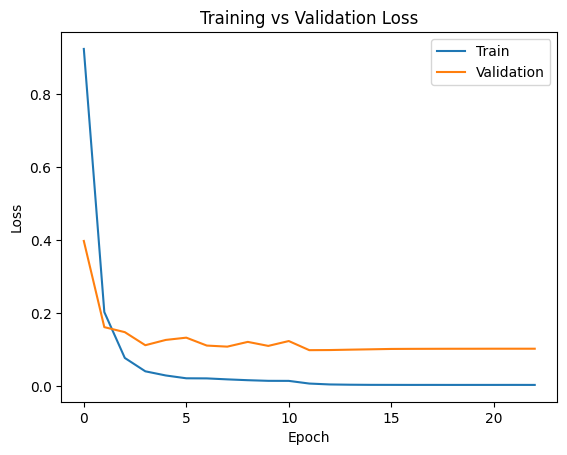 Training vs Validation Loss
Train
Validation
0.8
0.6
0.4
0.2
0.0
Loss
0 5 10 15 20
Epoch